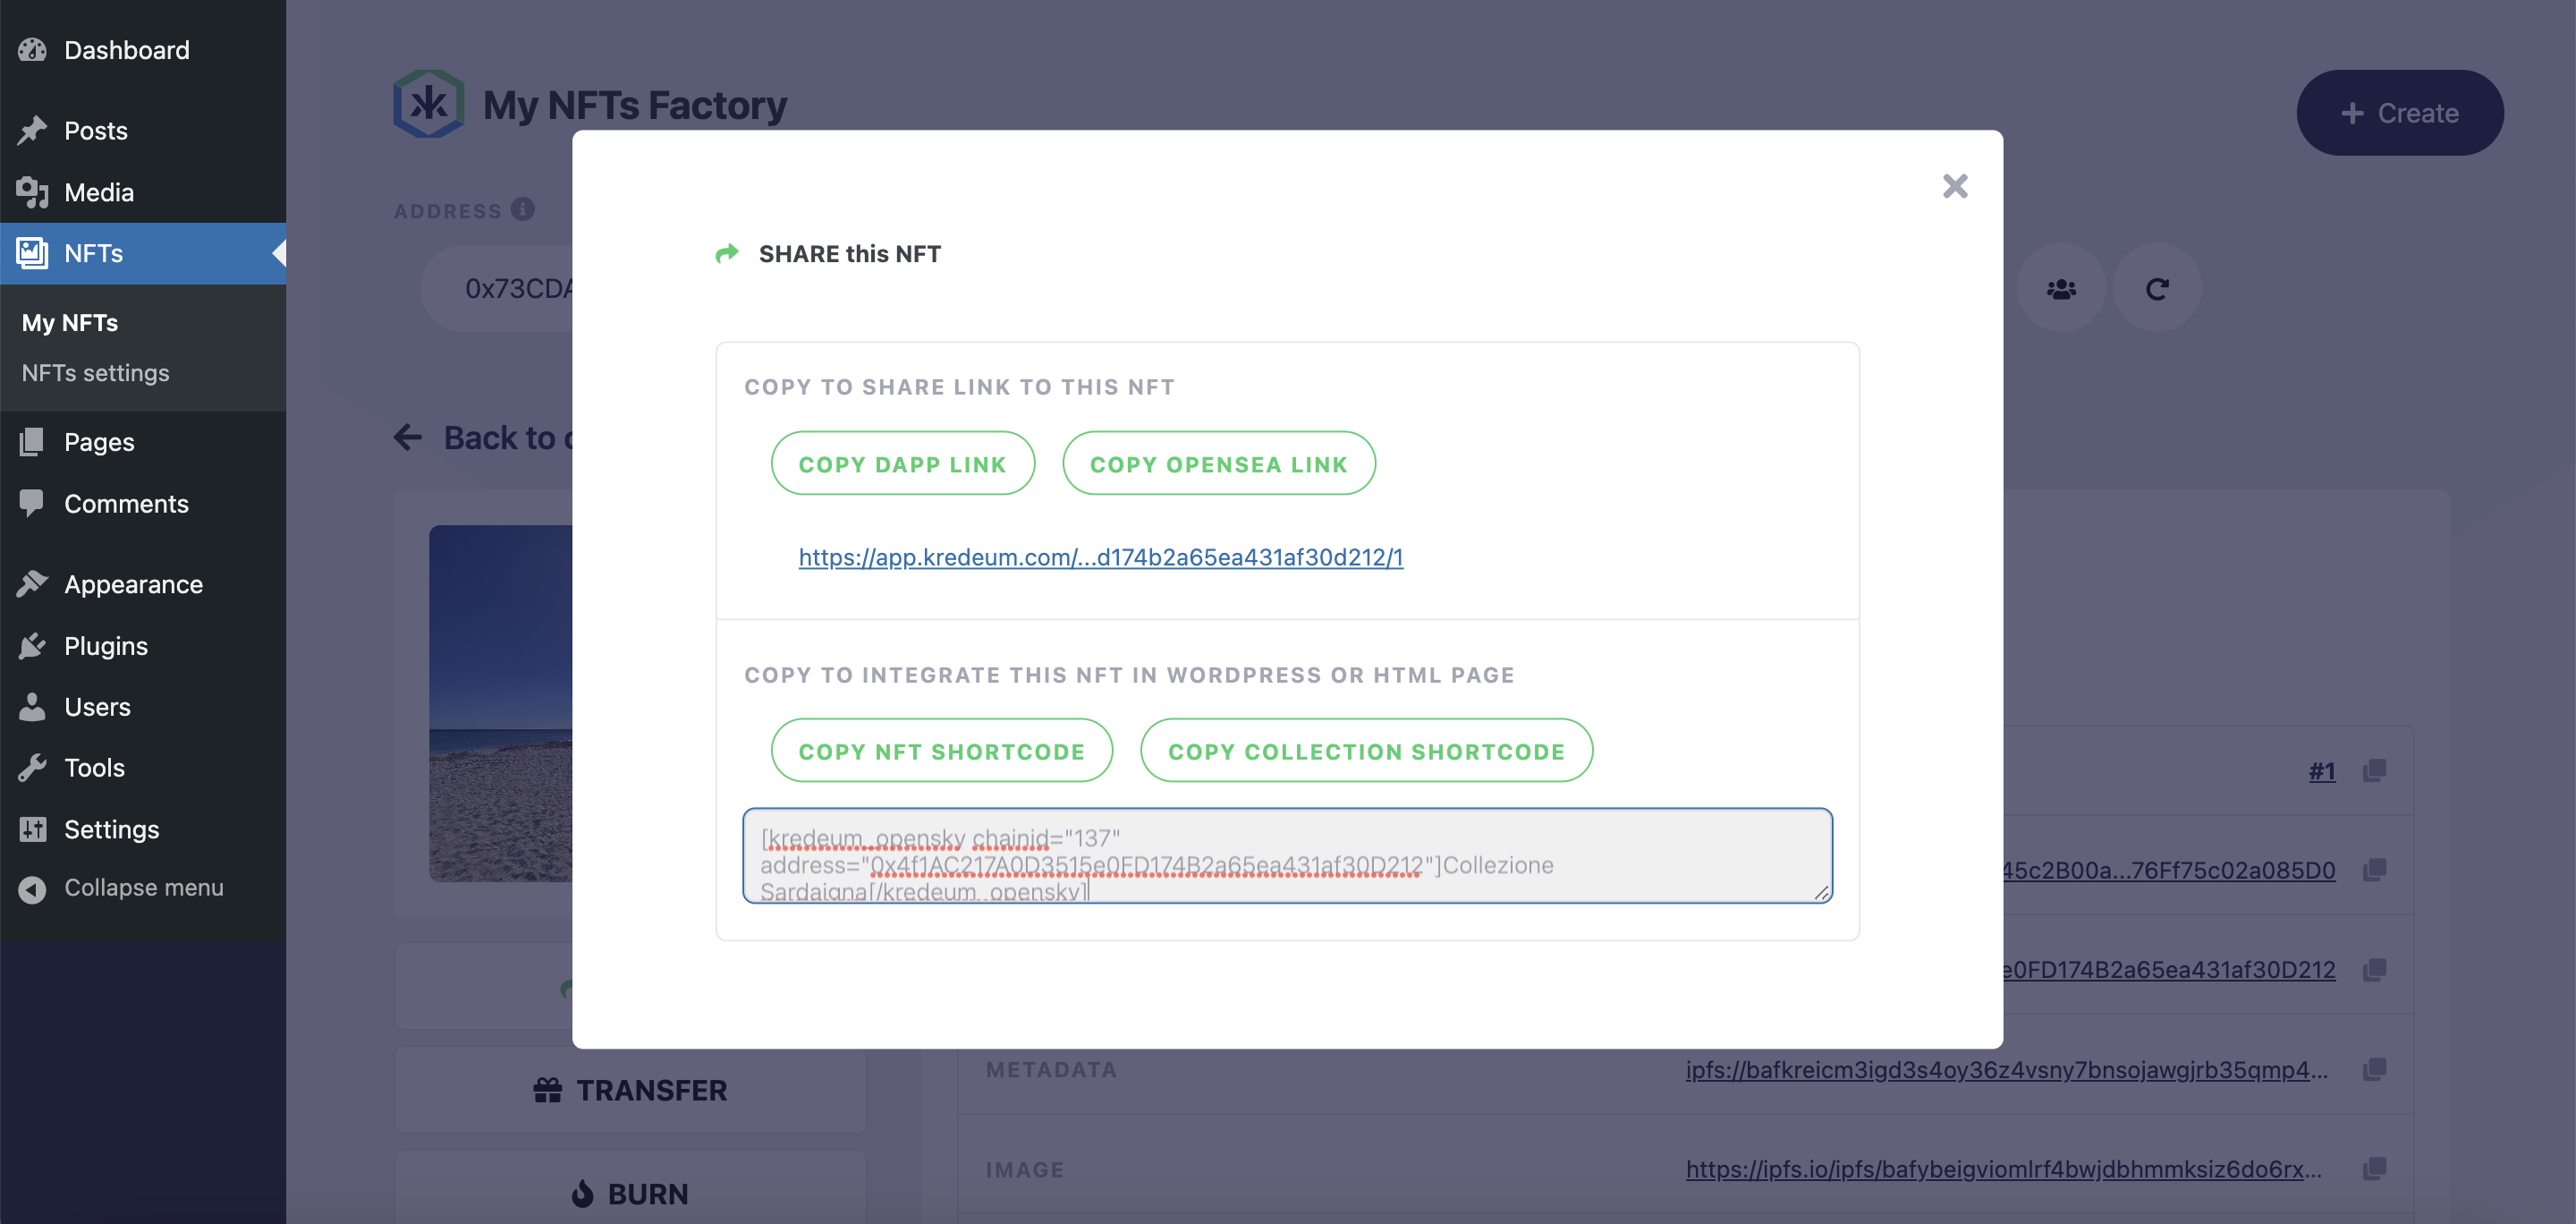 Dashboard
Posts
Media
NFTs
My NFTs
NFTs settings
Pages
Comments
Appearance
Plugins
Users
Tools
Settings
Collapse menu
My NFTs Factory
+ Create
ADDRESS
0x73CDA
Back to
SHARE this NFT
COPY TO SHARE LINK TO THIS NFT
COPY DAPP LINK
COPY OPENSEA LINK
https://app.kredeum.com/...d174b2a65ea431af30d212/1
COPY TO INTEGRATE THIS NFT IN WORDPRESS OR HTML PAGE
COPY NFT SHORTCODE
COPY COLLECTION SHORTCODE
[kredeum_opensky chainid="137"
address="0x4f1AC217A0D3515e0FD174B2a65ea431af30D212"]Collezione
Sardaigna[/kredeum_opensky]
#1
45c2B00a...76Ff75c02a085D0
e0FD174B2a65ea431af30D212
TRANSFER
BURN
METADATA
ipfs://bafkreicm3igd3s4oy36z4vsny7bnsojawgjrb35qmp4...
IMAGE
https://ipfs.io/ipfs/bafybeigviomlrf4bwjdbhmmksiz6do6rx...